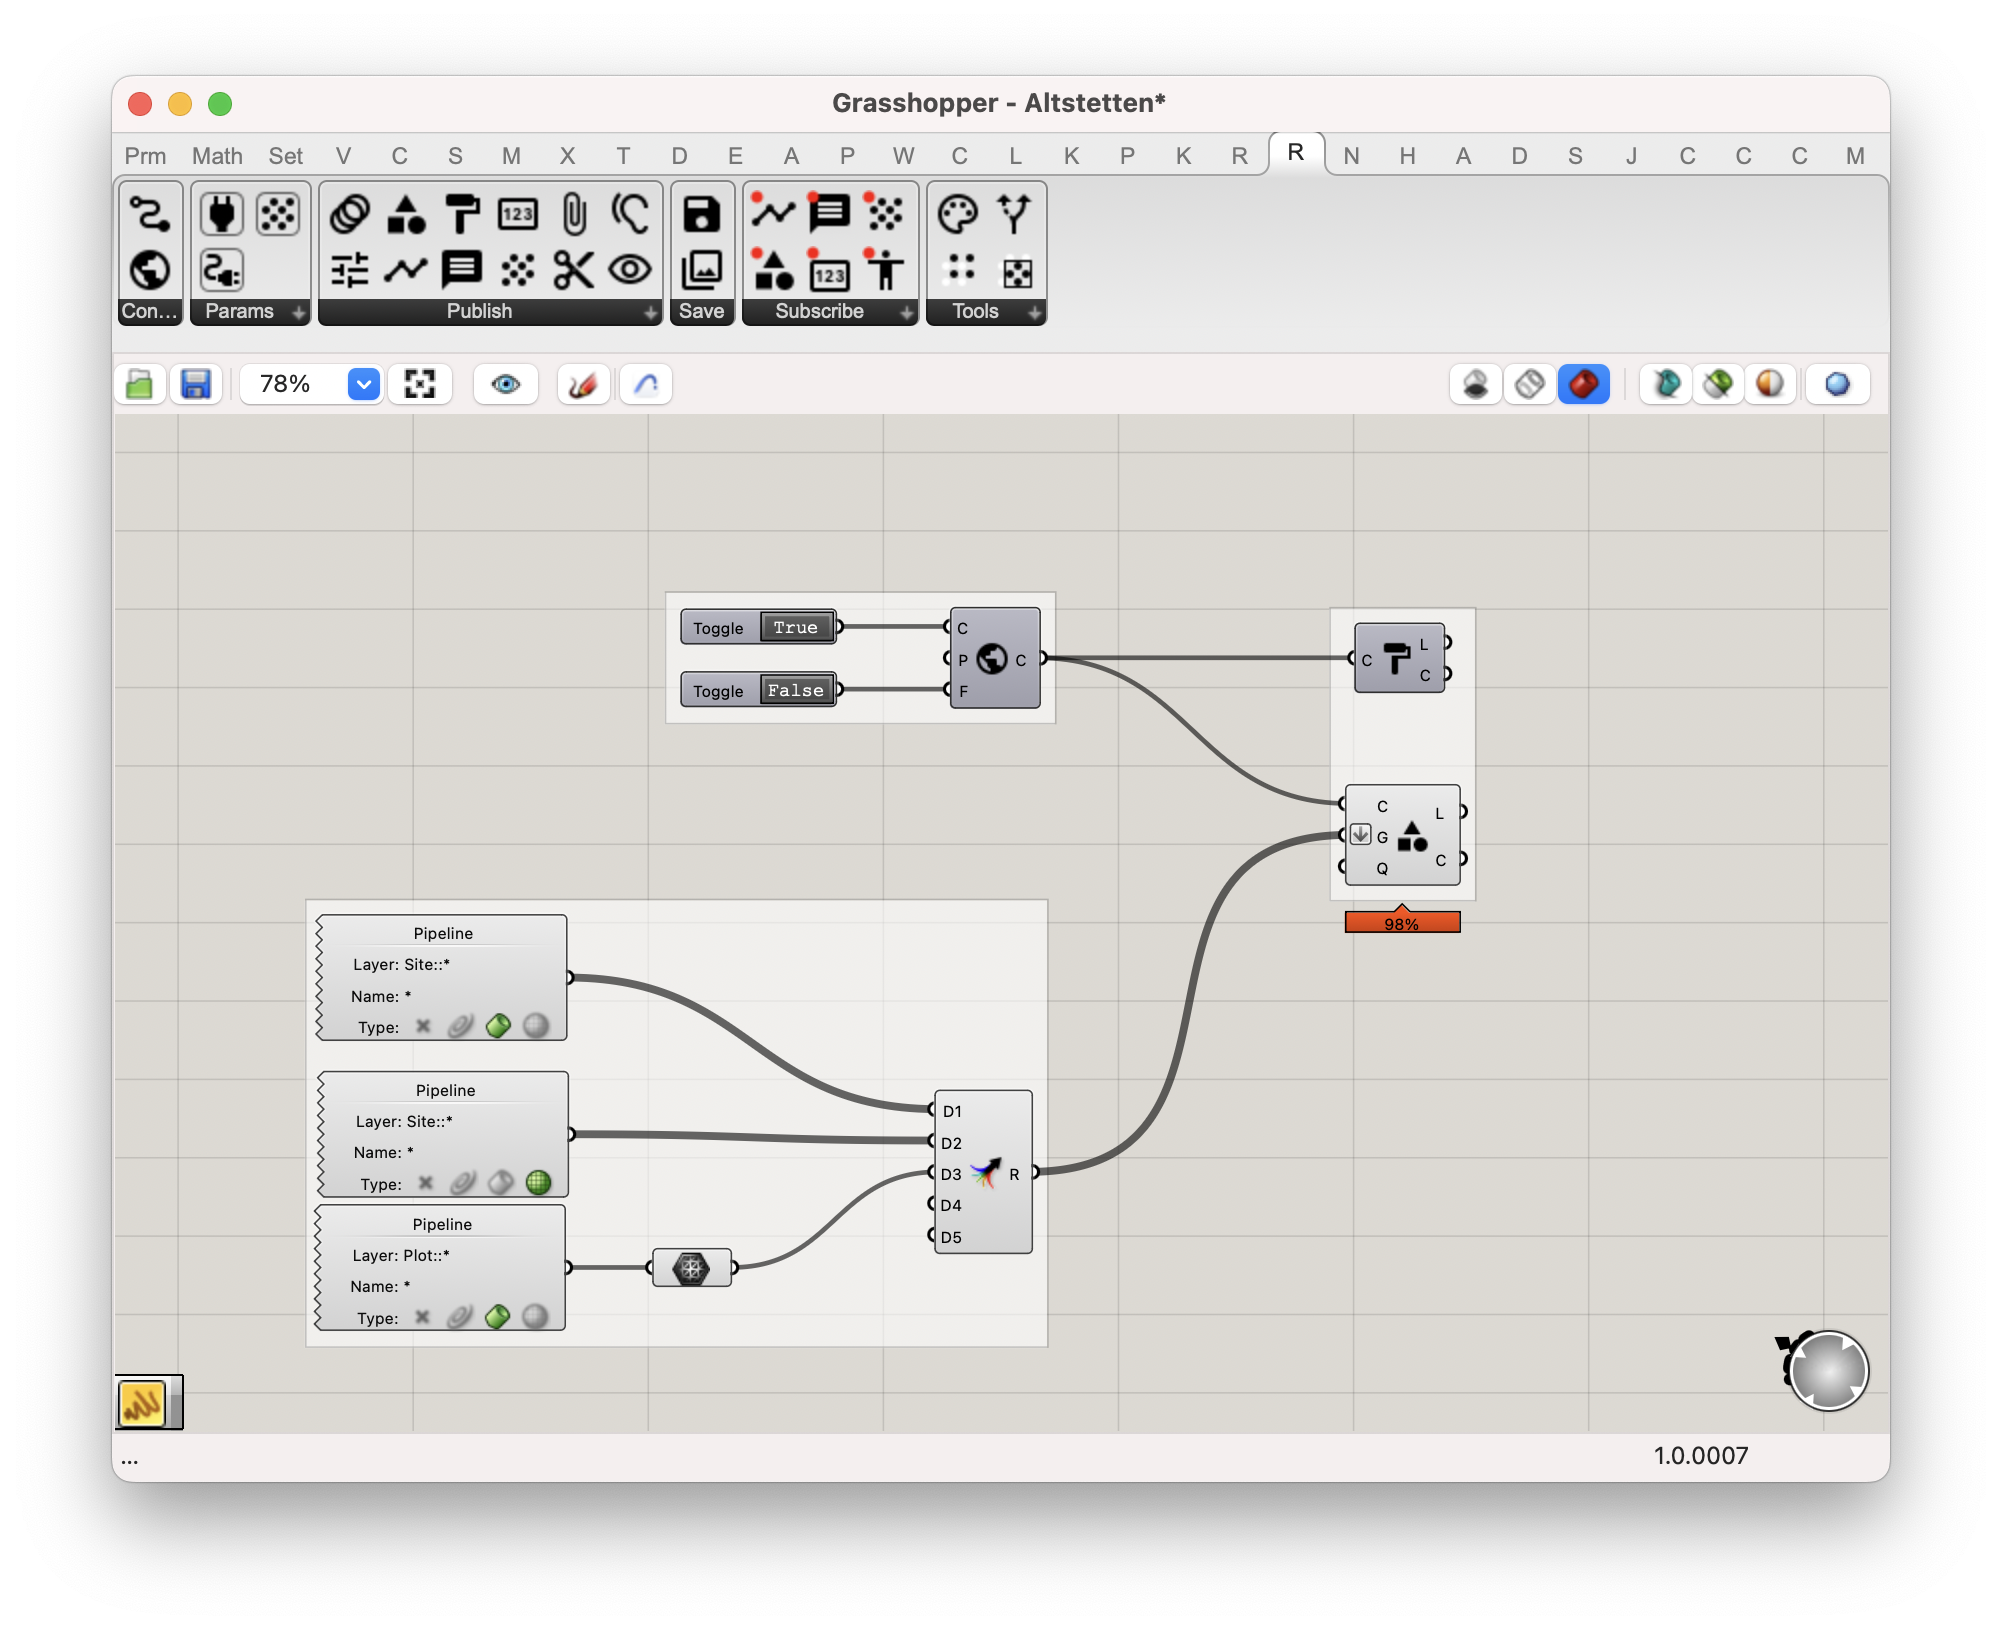 Grasshopper - Altstetten*
Prm Math Set V C S M X T D E A P W C L K P K R R N H A D S J C C C M
123
123
Con... Params Publish Save Subscribe Tools
78%
Toggle True
Toggle False
C
P C
F
C L
C
C L
G
Q C
98%
Pipeline
Layer: Site::*
Name: *
Type:
Pipeline
Layer: Site::*
Name: *
Type:
Pipeline
Layer: Plot::*
Name: *
Type:
D1
D2
D3 R
D4
D5
...
1.0.0007